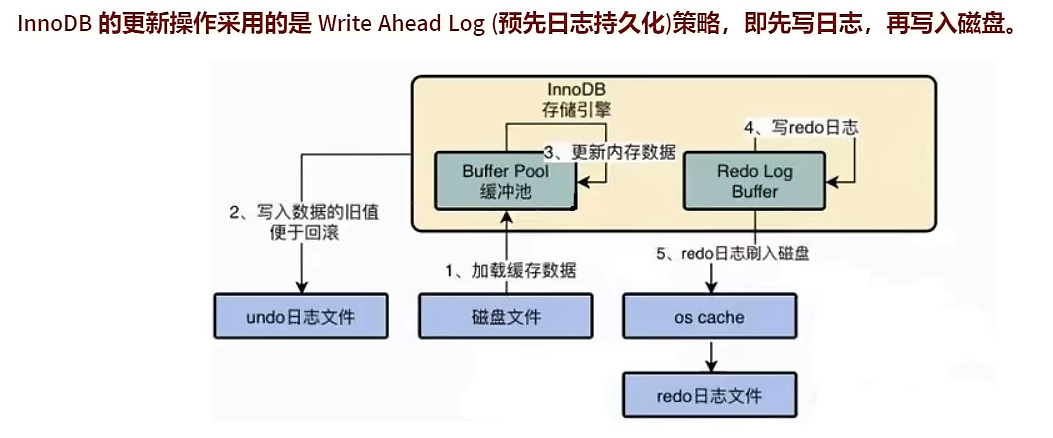 InnoDB 的更新操作采用的是 Write Ahead Log (预先日志持久化)策略，即先写日志，再写入磁盘。
InnoDB
存储引擎
4、写redo日志
3、更新内存数据
Buffer Pool
缓冲池
Redo Log
Buffer
2、写入数据的旧值
便于回滚
5、redo日志刷入磁盘
1、加载缓存数据
undo日志文件
磁盘文件
os cache
redo日志文件